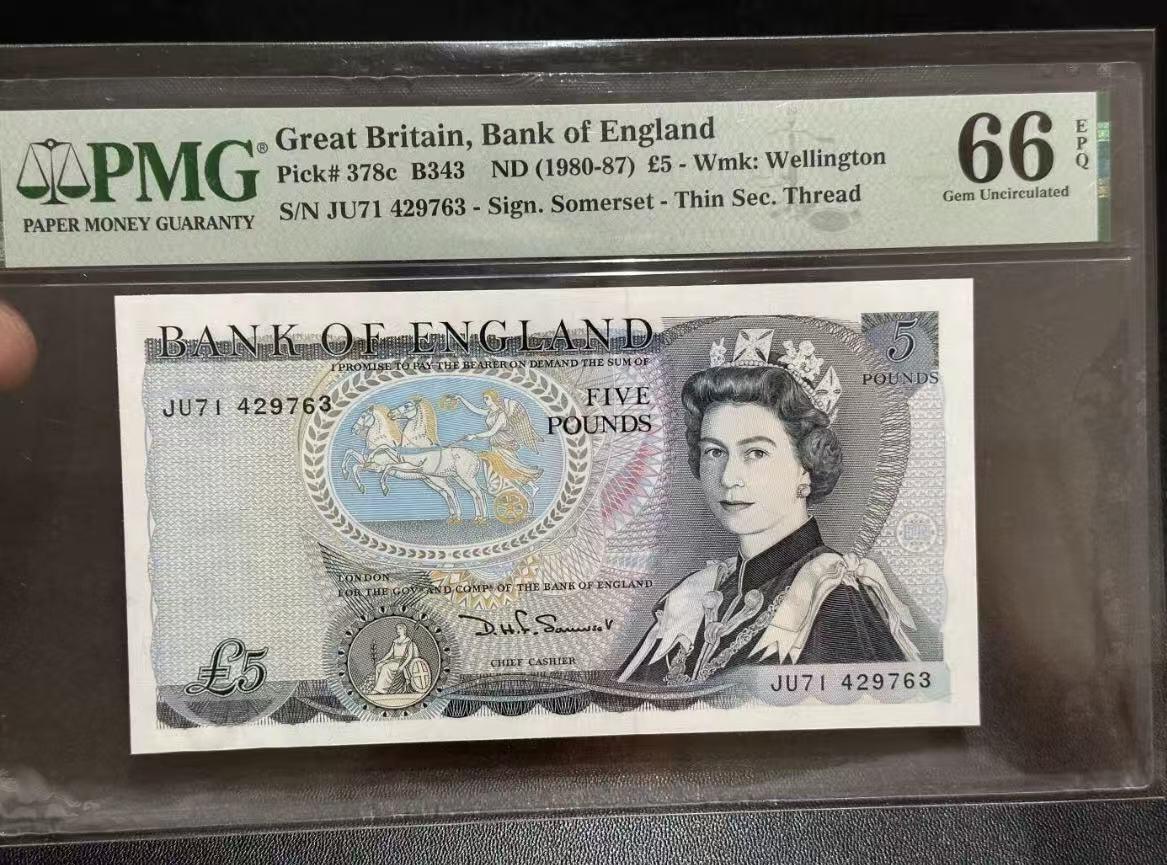 PMG®
PAPER MONEY GUARANTY
Great Britain, Bank of England
Pick# 378c B343 ND (1980-87) £5 - Wmk: Wellington
S/N JU71 429763 - Sign. Somerset - Thin Sec. Thread
66
EPQ
Gem Uncirculated
BANK OF ENGLAND
I PROMISE TO PAY THE BEARER ON DEMAND THE SUM OF
5
POUNDS
JU71 429763
FIVE
POUNDS
LONDON
FOR THE GOVR AND COMPA OF THE BANK OF ENGLAND
CHIEF CASHIER
£5
JU71 429763